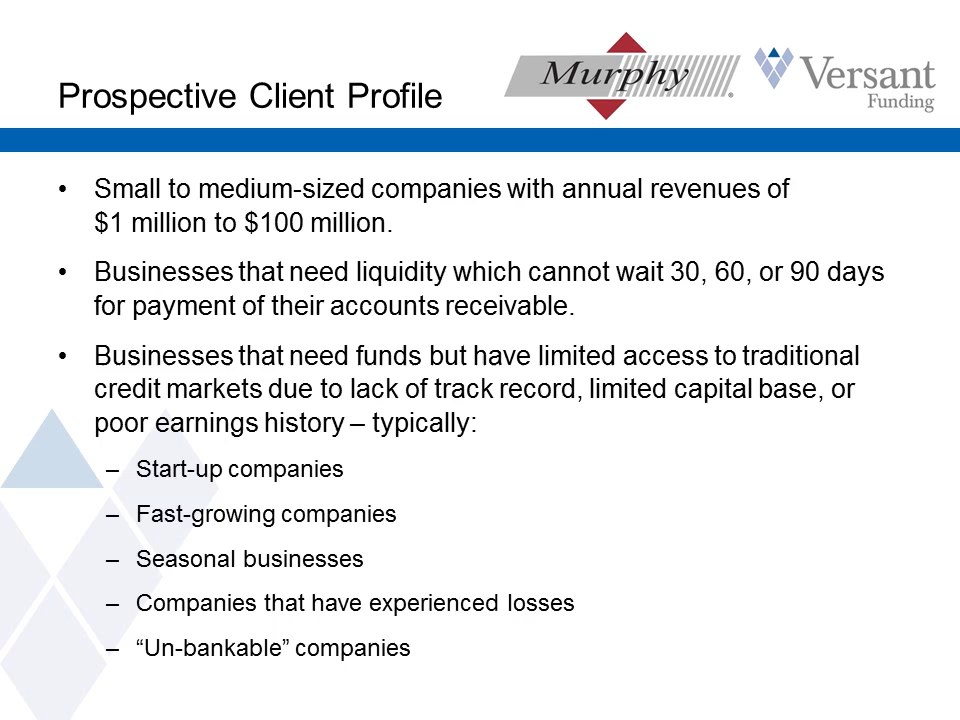 Prospective Client Profile
Murphy®
Versant
Funding
• Small to medium-sized companies with annual revenues of
$1 million to $100 million.
• Businesses that need liquidity which cannot wait 30, 60, or 90 days
for payment of their accounts receivable.
• Businesses that need funds but have limited access to traditional
credit markets due to lack of track record, limited capital base, or
poor earnings history – typically:
– Start-up companies
– Fast-growing companies
– Seasonal businesses
– Companies that have experienced losses
– “Un-bankable” companies